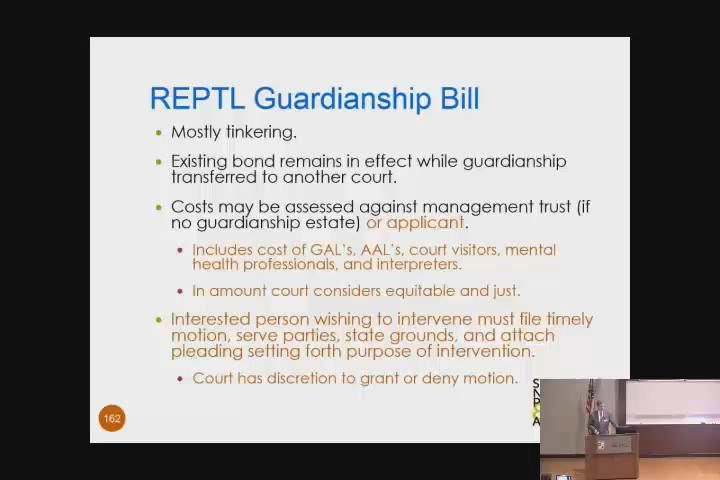 REPTL Guardianship Bill
Mostly tinkering.
Existing bond remains in effect while guardianship
transferred to another court.
Costs may be assessed against management trust (if
no guardianship estate) or applicant.
Includes cost of GAL's, AAL's, court visitors, mental
health professionals, and interpreters.
In amount court considers equitable and just.
Interested person wishing to intervene must file timely
motion, serve parties, state grounds, and attach
pleading setting forth purpose of intervention.
Court has discretion to grant or deny motion.
162